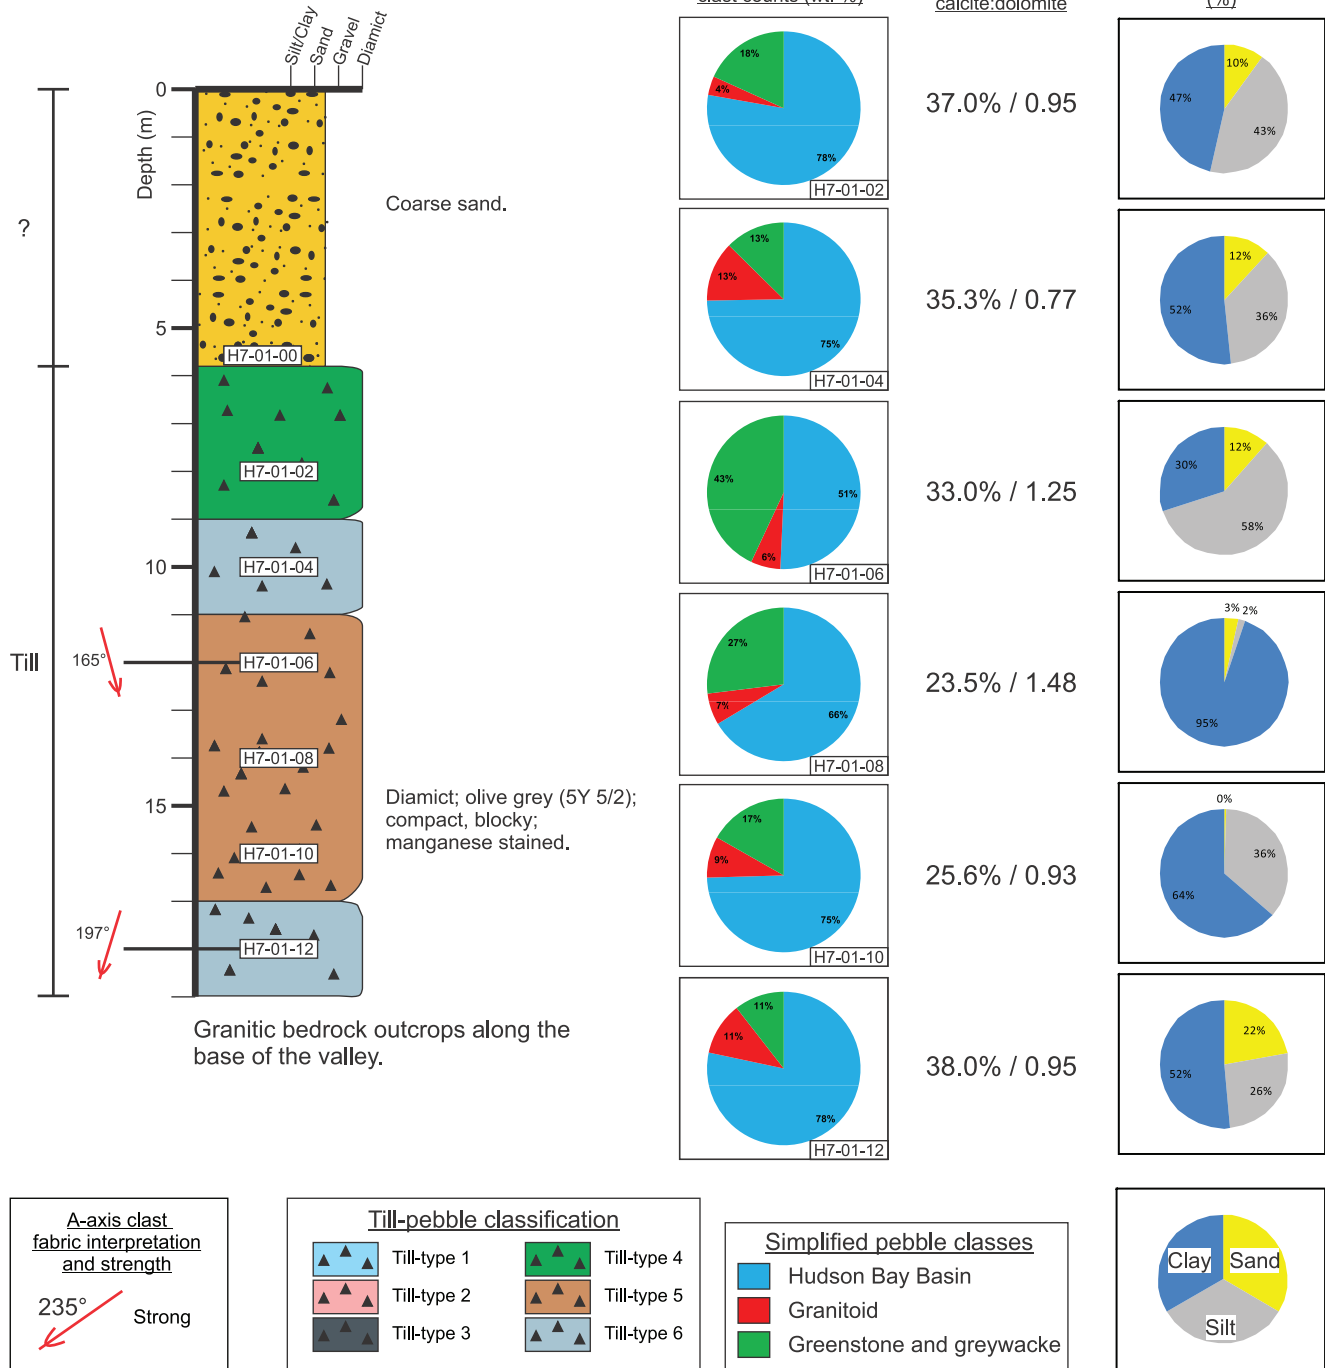 clast counts (wt. %)
calcite:dolomite
(%)
Silt/Clay
Sand
Gravel
Diamict
Depth (m)
0
5
10
15
?
Till
Coarse sand.
H7-01-00
H7-01-02
H7-01-04
165°
H7-01-06
H7-01-08
Diamict; olive grey (5Y 5/2);
compact, blocky;
manganese stained.
H7-01-10
197°
H7-01-12
Granitic bedrock outcrops along the
base of the valley.
18%
4%
78%
H7-01-02
37.0% / 0.95
10%
47%
43%
13%
13%
75%
H7-01-04
35.3% / 0.77
12%
52%
36%
43%
51%
6%
H7-01-06
33.0% / 1.25
12%
30%
58%
27%
7%
66%
H7-01-08
23.5% / 1.48
3%
2%
95%
17%
9%
75%
H7-01-10
25.6% / 0.93
0%
36%
64%
11%
11%
78%
H7-01-12
38.0% / 0.95
22%
52%
26%
A-axis clast
fabric interpretation
and strength
235°
Strong
Till-pebble classification
Till-type 1
Till-type 2
Till-type 3
Till-type 4
Till-type 5
Till-type 6
Simplified pebble classes
Hudson Bay Basin
Granitoid
Greenstone and greywacke
Clay
Sand
Silt